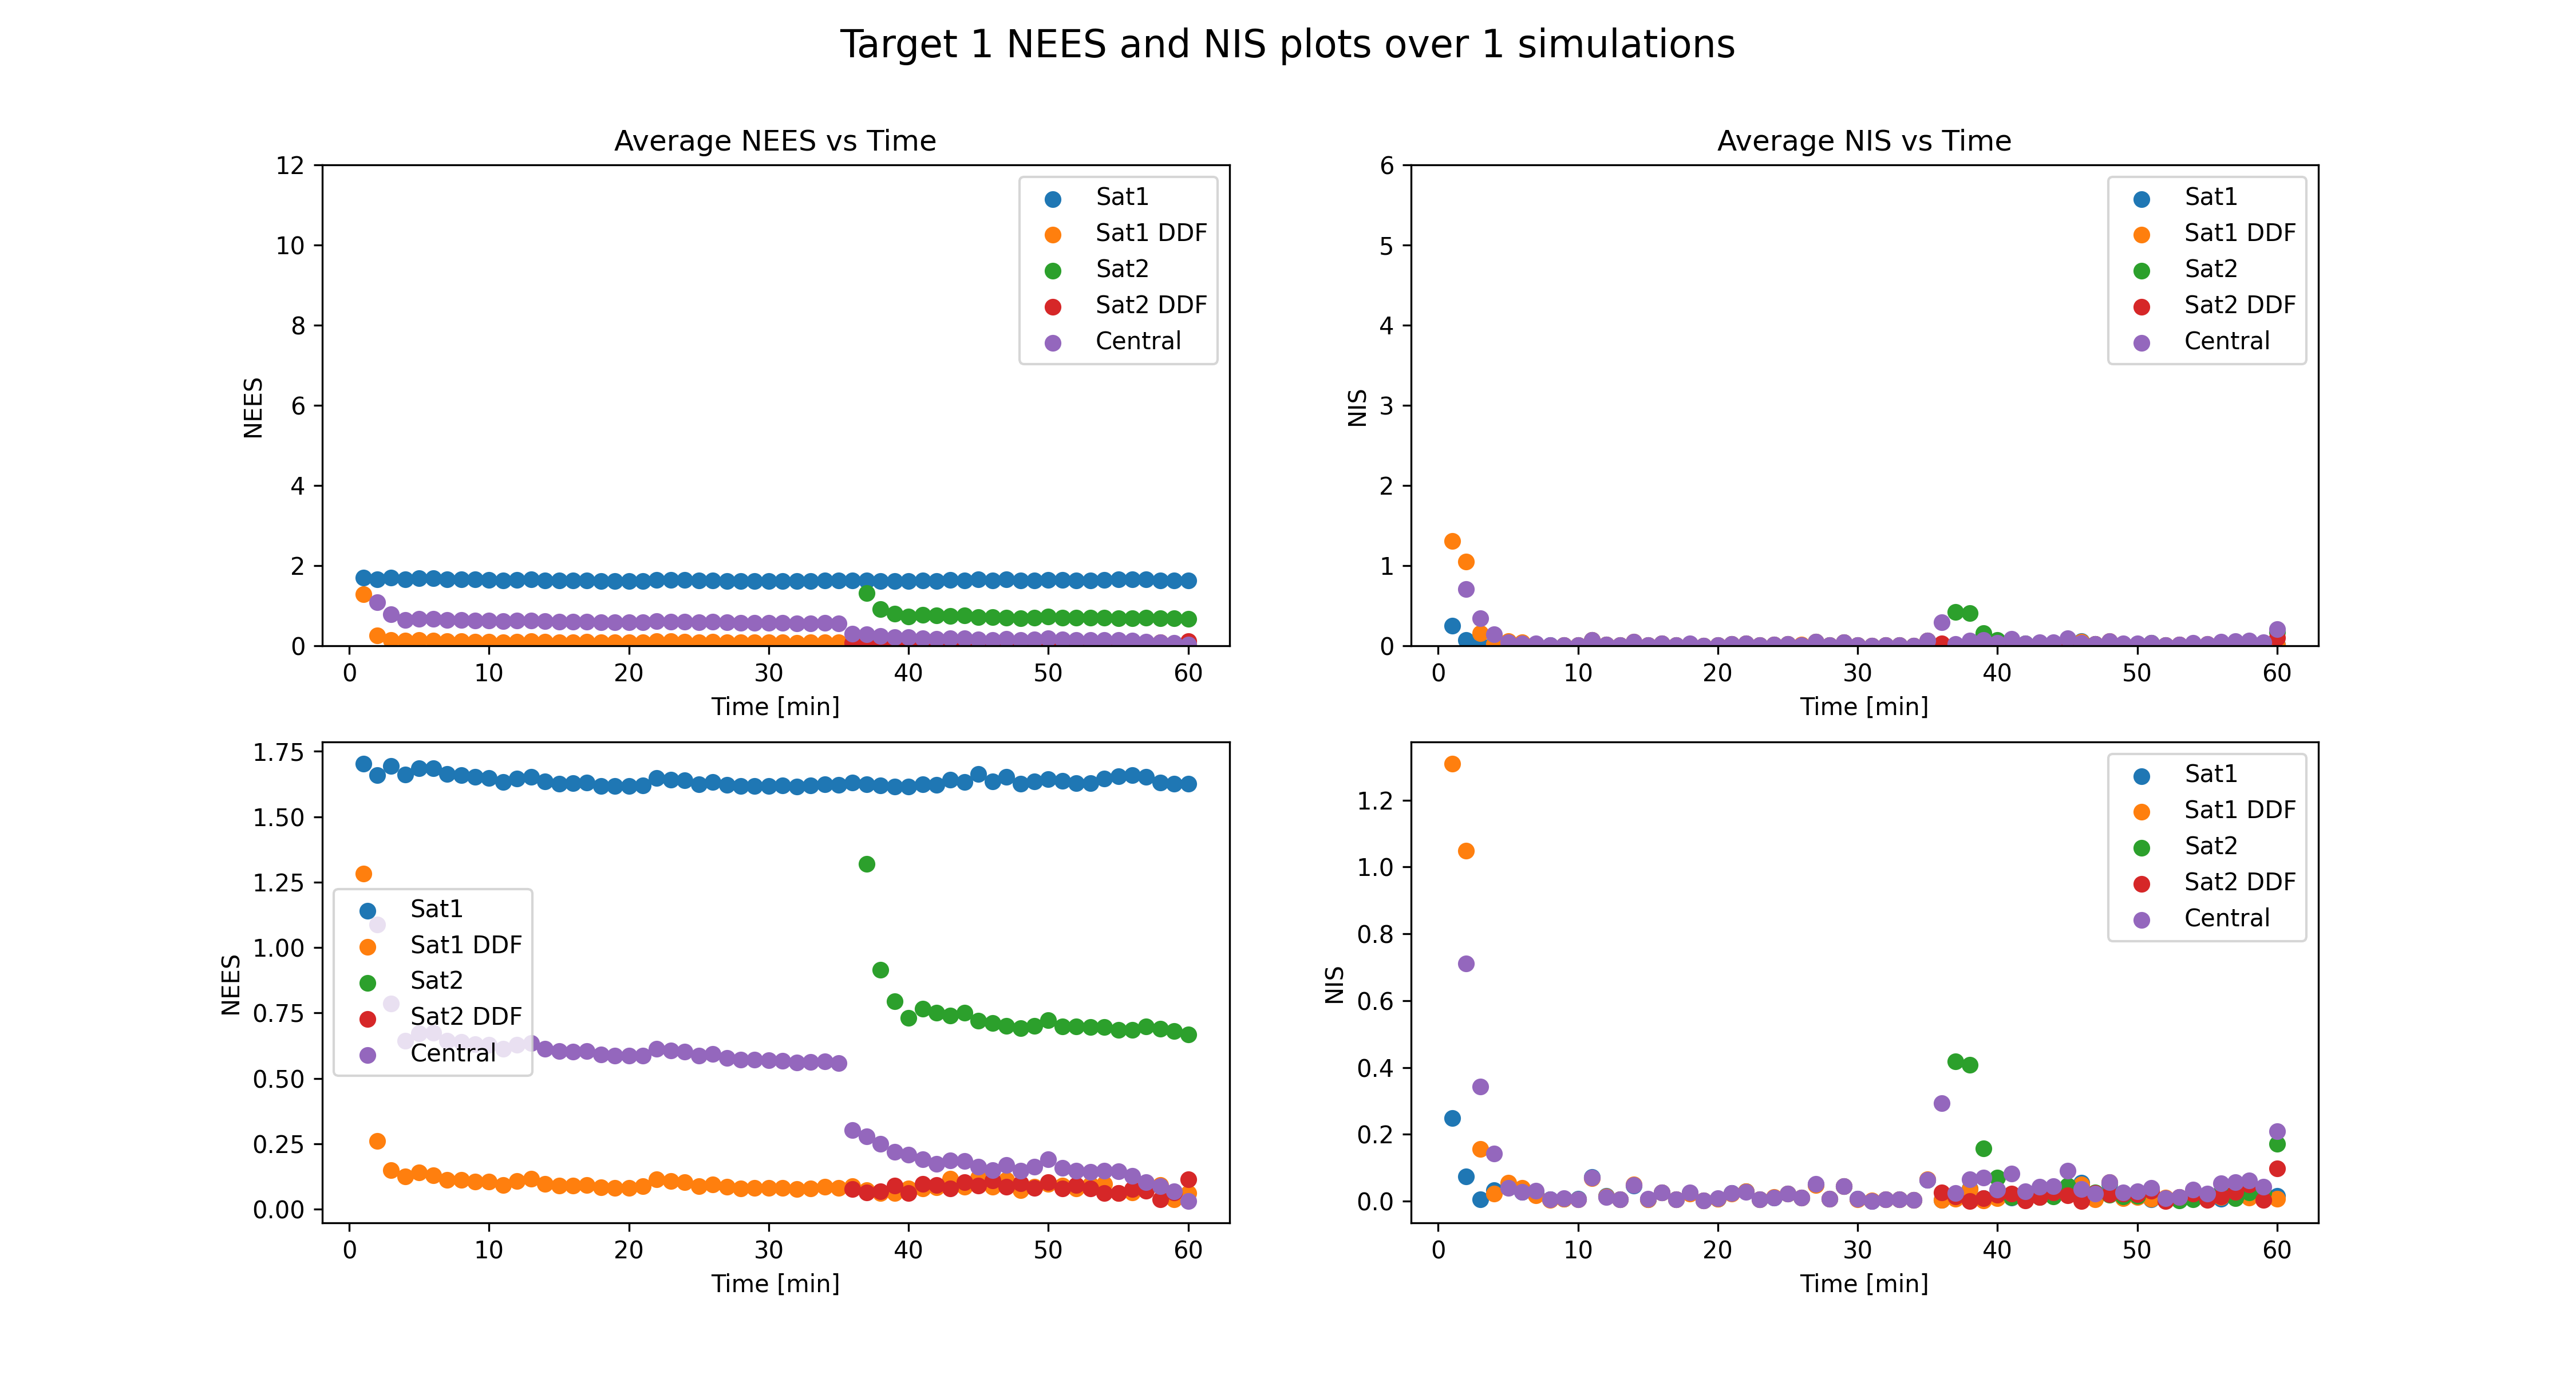 Target 1 NEES and NIS plots over 1 simulations
Average NEES vs Time
12
10
8
6
4
2
0
NEES
0 10 20 30 40 50 60
Time [min]
Sat1
Sat1 DDF
Sat2
Sat2 DDF
Central
Average NIS vs Time
6
5
4
3
2
1
0
NIS
0 10 20 30 40 50 60
Time [min]
Sat1
Sat1 DDF
Sat2
Sat2 DDF
Central
1.75
1.50
1.25
1.00
0.75
0.50
0.25
0.00
NEES
0 10 20 30 40 50 60
Time [min]
Sat1
Sat1 DDF
Sat2
Sat2 DDF
Central
1.2
1.0
0.8
0.6
0.4
0.2
0.0
NIS
0 10 20 30 40 50 60
Time [min]
Sat1
Sat1 DDF
Sat2
Sat2 DDF
Central